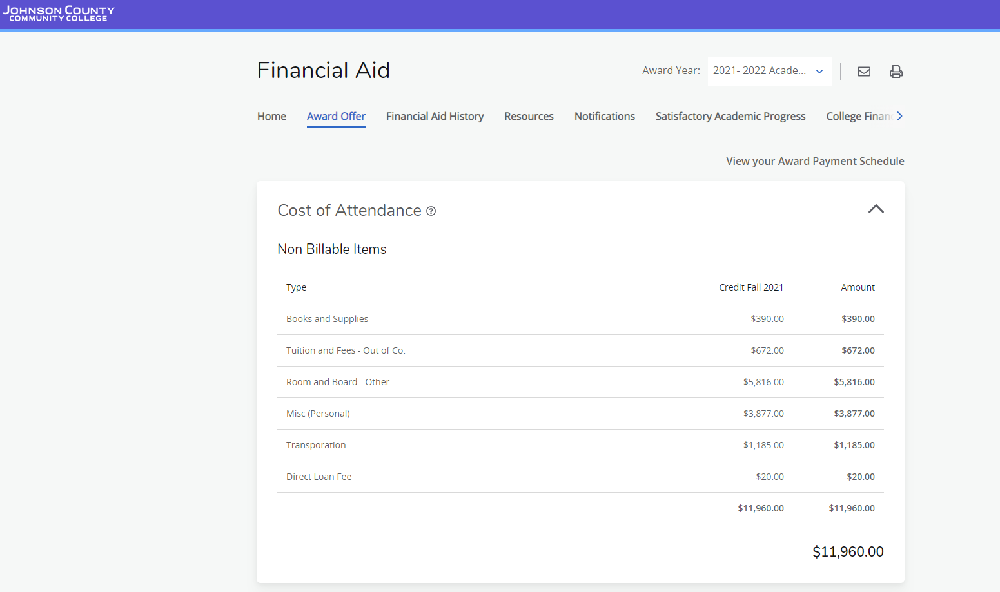 JOHNSON COUNTY
COMMUNITY COLLEGE
Financial Aid
Award Year: 2021- 2022 Acade...
Home Award Offer Financial Aid History Resources Notifications Satisfactory Academic Progress College Financ
View your Award Payment Schedule
Cost of Attendance ?
Non Billable Items
Type Credit Fall 2021 Amount
Books and Supplies $390.00 $390.00
Tuition and Fees - Out of Co. $672.00 $672.00
Room and Board - Other $5,816.00 $5,816.00
Misc (Personal) $3,877.00 $3,877.00
Transporation $1,185.00 $1,185.00
Direct Loan Fee $20.00 $20.00
$11,960.00 $11,960.00
$11,960.00